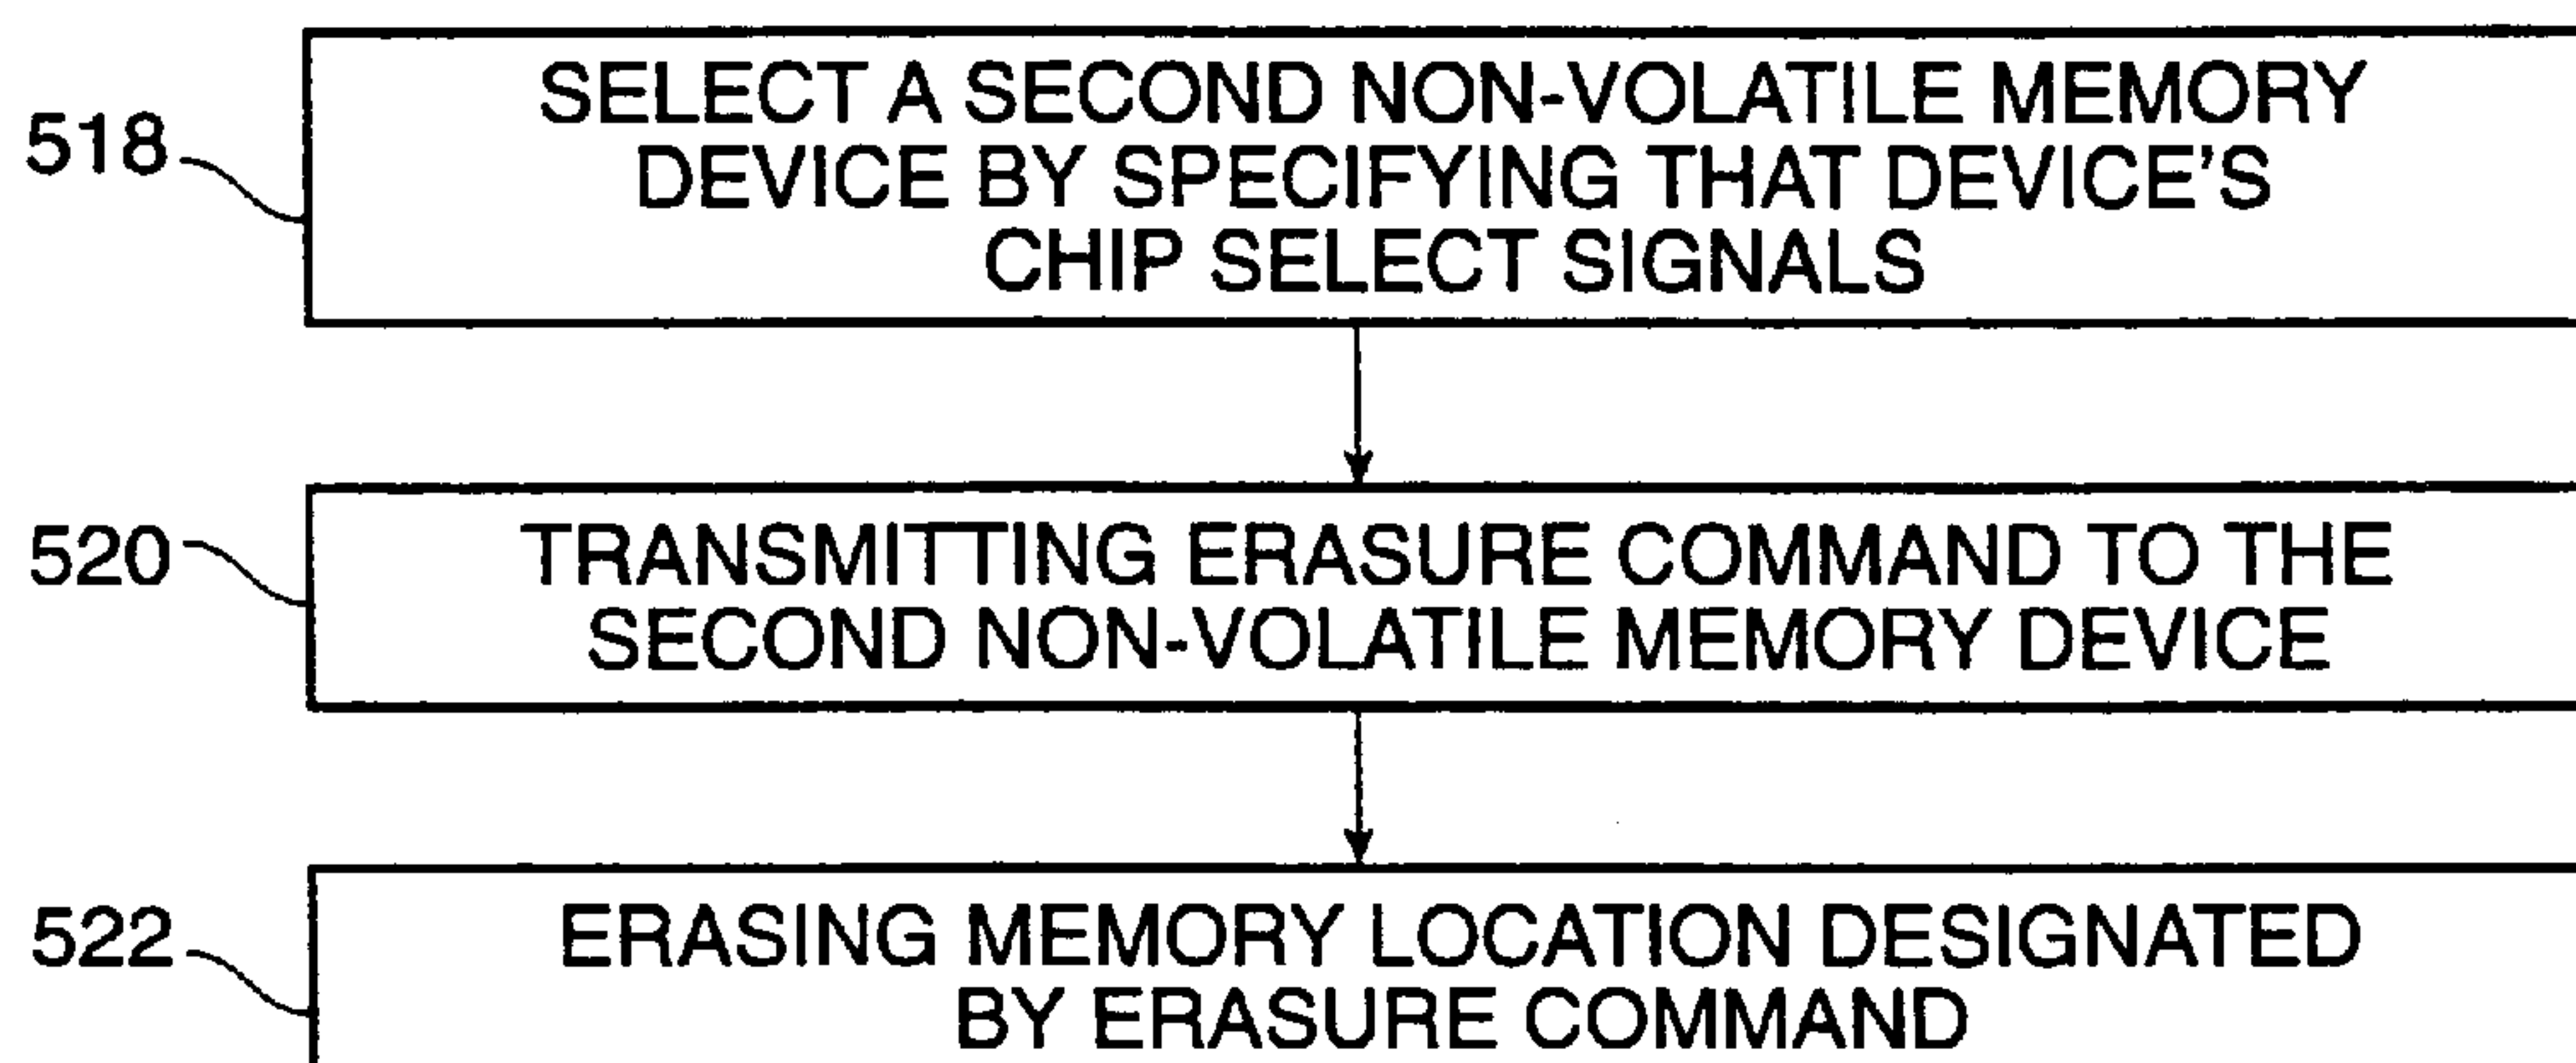 518
SELECT A SECOND NON-VOLATILE MEMORY
DEVICE BY SPECIFYING THAT DEVICE'S
CHIP SELECT SIGNALS
520
TRANSMITTING ERASURE COMMAND TO THE
SECOND NON-VOLATILE MEMORY DEVICE
522
ERASING MEMORY LOCATION DESIGNATED
BY ERASURE COMMAND